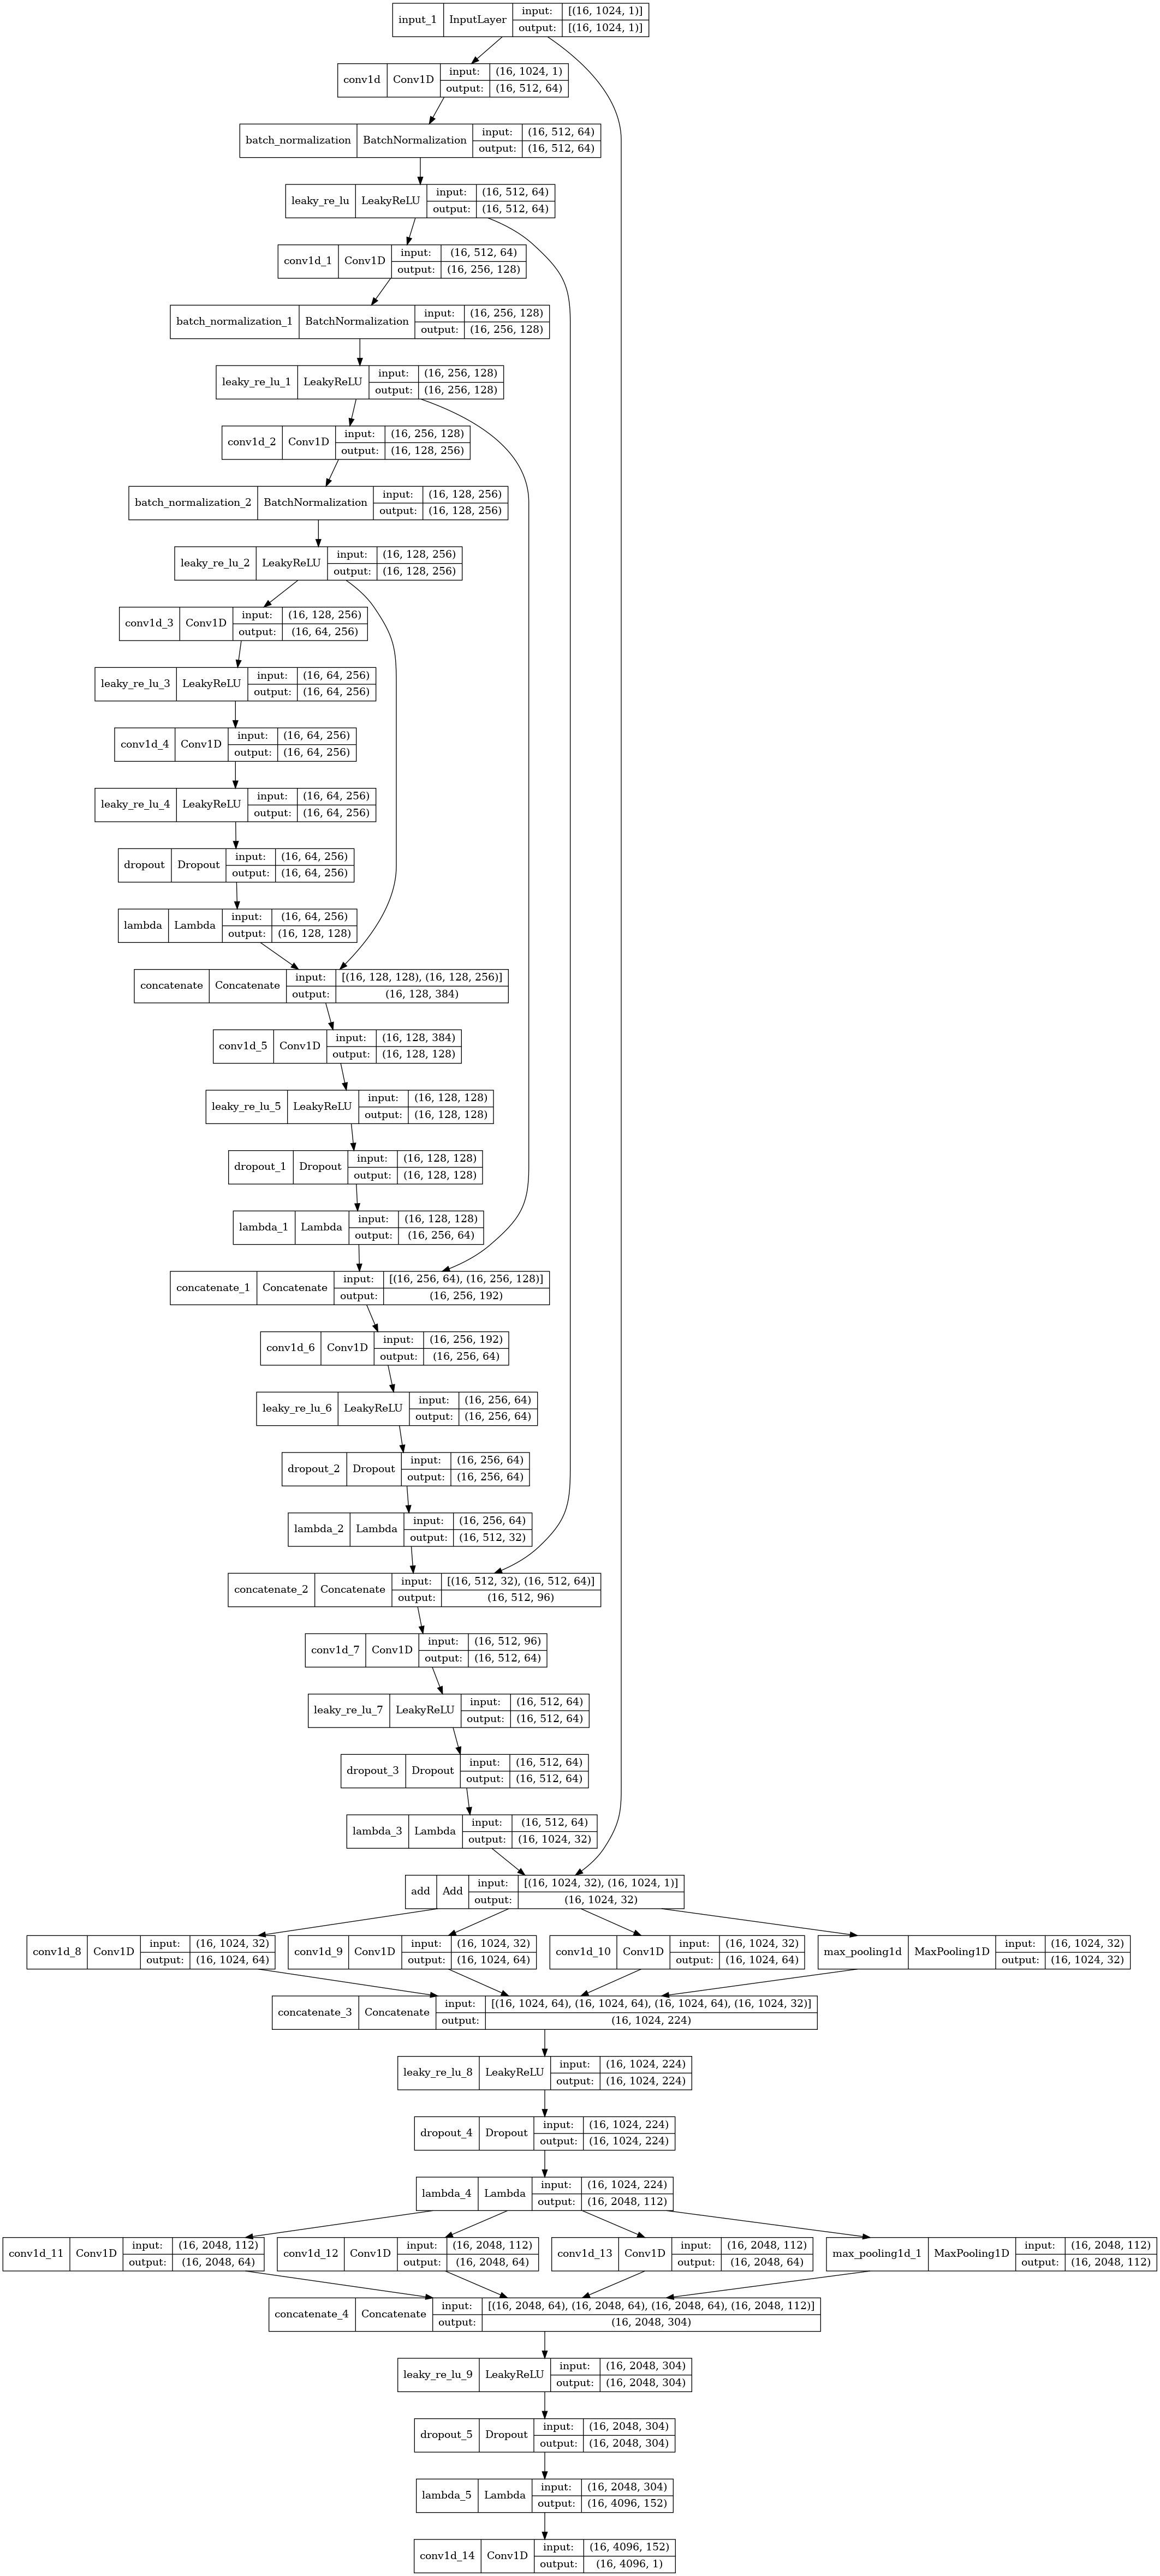 input_1 InputLayer input: [(16, 1024, 1)]
output: [(16, 1024, 1)]
conv1d Conv1D input: (16, 1024, 1)
output: (16, 512, 64)
batch_normalization BatchNormalization input: (16, 512, 64)
output: (16, 512, 64)
leaky_re_lu LeakyReLU input: (16, 512, 64)
output: (16, 512, 64)
conv1d_1 Conv1D input: (16, 512, 64)
output: (16, 256, 128)
batch_normalization_1 BatchNormalization input: (16, 256, 128)
output: (16, 256, 128)
leaky_re_lu_1 LeakyReLU input: (16, 256, 128)
output: (16, 256, 128)
conv1d_2 Conv1D input: (16, 256, 128)
output: (16, 128, 256)
batch_normalization_2 BatchNormalization input: (16, 128, 256)
output: (16, 128, 256)
leaky_re_lu_2 LeakyReLU input: (16, 128, 256)
output: (16, 128, 256)
conv1d_3 Conv1D input: (16, 128, 256)
output: (16, 64, 256)
leaky_re_lu_3 LeakyReLU input: (16, 64, 256)
output: (16, 64, 256)
conv1d_4 Conv1D input: (16, 64, 256)
output: (16, 64, 256)
leaky_re_lu_4 LeakyReLU input: (16, 64, 256)
output: (16, 64, 256)
dropout Dropout input: (16, 64, 256)
output: (16, 64, 256)
lambda Lambda input: (16, 64, 256)
output: (16, 128, 128)
concatenate Concatenate input: [(16, 128, 128), (16, 128, 256)]
output: (16, 128, 384)
conv1d_5 Conv1D input: (16, 128, 384)
output: (16, 128, 128)
leaky_re_lu_5 LeakyReLU input: (16, 128, 128)
output: (16, 128, 128)
dropout_1 Dropout input: (16, 128, 128)
output: (16, 128, 128)
lambda_1 Lambda input: (16, 128, 128)
output: (16, 256, 64)
concatenate_1 Concatenate input: [(16, 256, 64), (16, 256, 128)]
output: (16, 256, 192)
conv1d_6 Conv1D input: (16, 256, 192)
output: (16, 256, 64)
leaky_re_lu_6 LeakyReLU input: (16, 256, 64)
output: (16, 256, 64)
dropout_2 Dropout input: (16, 256, 64)
output: (16, 256, 64)
lambda_2 Lambda input: (16, 256, 64)
output: (16, 512, 32)
concatenate_2 Concatenate input: [(16, 512, 32), (16, 512, 64)]
output: (16, 512, 96)
conv1d_7 Conv1D input: (16, 512, 96)
output: (16, 512, 64)
leaky_re_lu_7 LeakyReLU input: (16, 512, 64)
output: (16, 512, 64)
dropout_3 Dropout input: (16, 512, 64)
output: (16, 512, 64)
lambda_3 Lambda input: (16, 512, 64)
output: (16, 1024, 32)
add Add input: [(16, 1024, 32), (16, 1024, 1)]
output: (16, 1024, 32)
conv1d_8 Conv1D input: (16, 1024, 32)
output: (16, 1024, 64)
conv1d_9 Conv1D input: (16, 1024, 32)
output: (16, 1024, 64)
conv1d_10 Conv1D input: (16, 1024, 32)
output: (16, 1024, 64)
max_pooling1d MaxPooling1D input: (16, 1024, 32)
output: (16, 1024, 32)
concatenate_3 Concatenate input: [(16, 1024, 64), (16, 1024, 64), (16, 1024, 64), (16, 1024, 32)]
output: (16, 1024, 224)
leaky_re_lu_8 LeakyReLU input: (16, 1024, 224)
output: (16, 1024, 224)
dropout_4 Dropout input: (16, 1024, 224)
output: (16, 1024, 224)
lambda_4 Lambda input: (16, 1024, 224)
output: (16, 2048, 112)
conv1d_11 Conv1D input: (16, 2048, 112)
output: (16, 2048, 64)
conv1d_12 Conv1D input: (16, 2048, 112)
output: (16, 2048, 64)
conv1d_13 Conv1D input: (16, 2048, 112)
output: (16, 2048, 64)
max_pooling1d_1 MaxPooling1D input: (16, 2048, 112)
output: (16, 2048, 112)
concatenate_4 Concatenate input: [(16, 2048, 64), (16, 2048, 64), (16, 2048, 64), (16, 2048, 112)]
output: (16, 2048, 304)
leaky_re_lu_9 LeakyReLU input: (16, 2048, 304)
output: (16, 2048, 304)
dropout_5 Dropout input: (16, 2048, 304)
output: (16, 2048, 304)
lambda_5 Lambda input: (16, 2048, 304)
output: (16, 4096, 152)
conv1d_14 Conv1D input: (16, 4096, 152)
output: (16, 4096, 1)